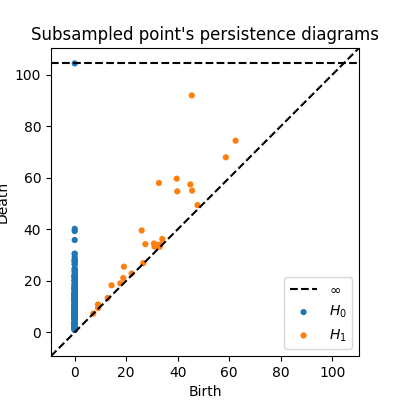 Subsampled point's persistence diagrams
100
80
60
40
20
0
Death
0 20 40 60 80 100
Birth
∞
H₀
H₁